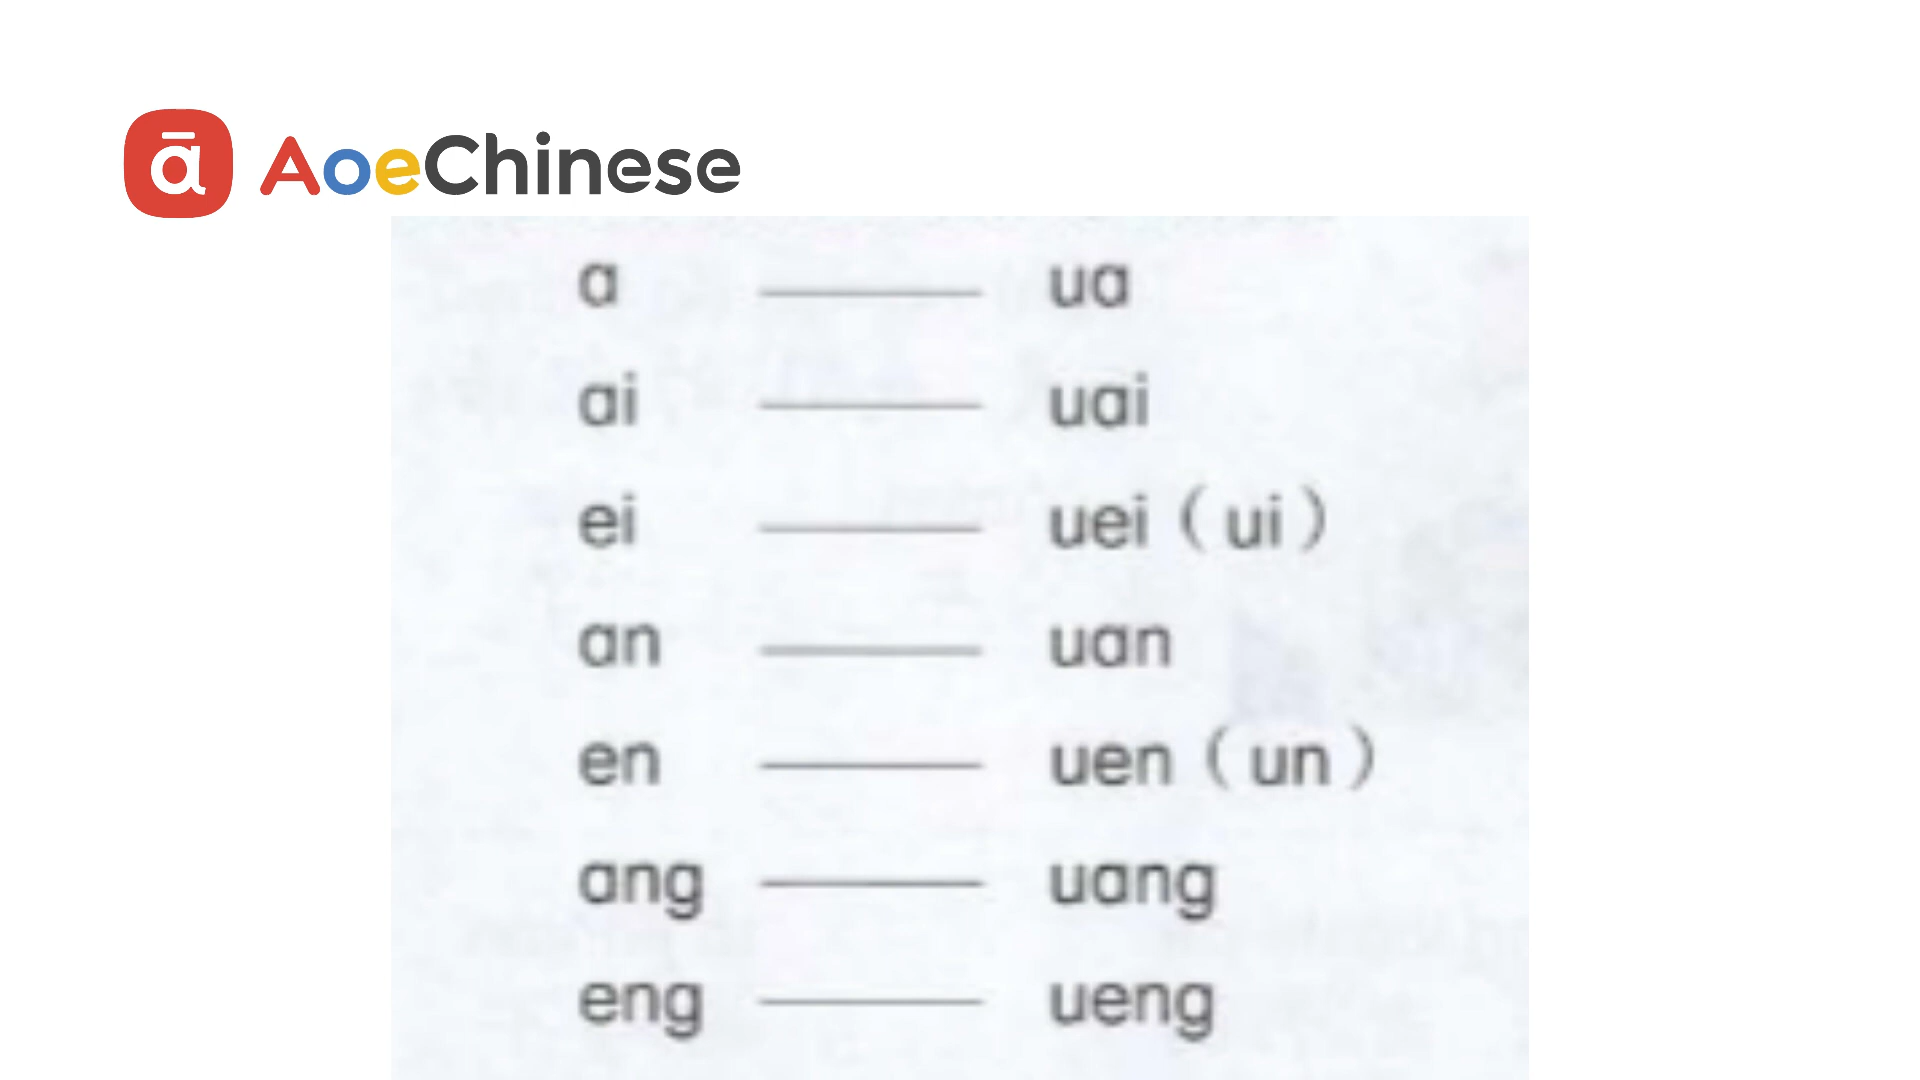 ā AoeChinese
a ua
ai uai
ei uei ( ui )
an uan
en uen ( un )
ang uang
eng ueng